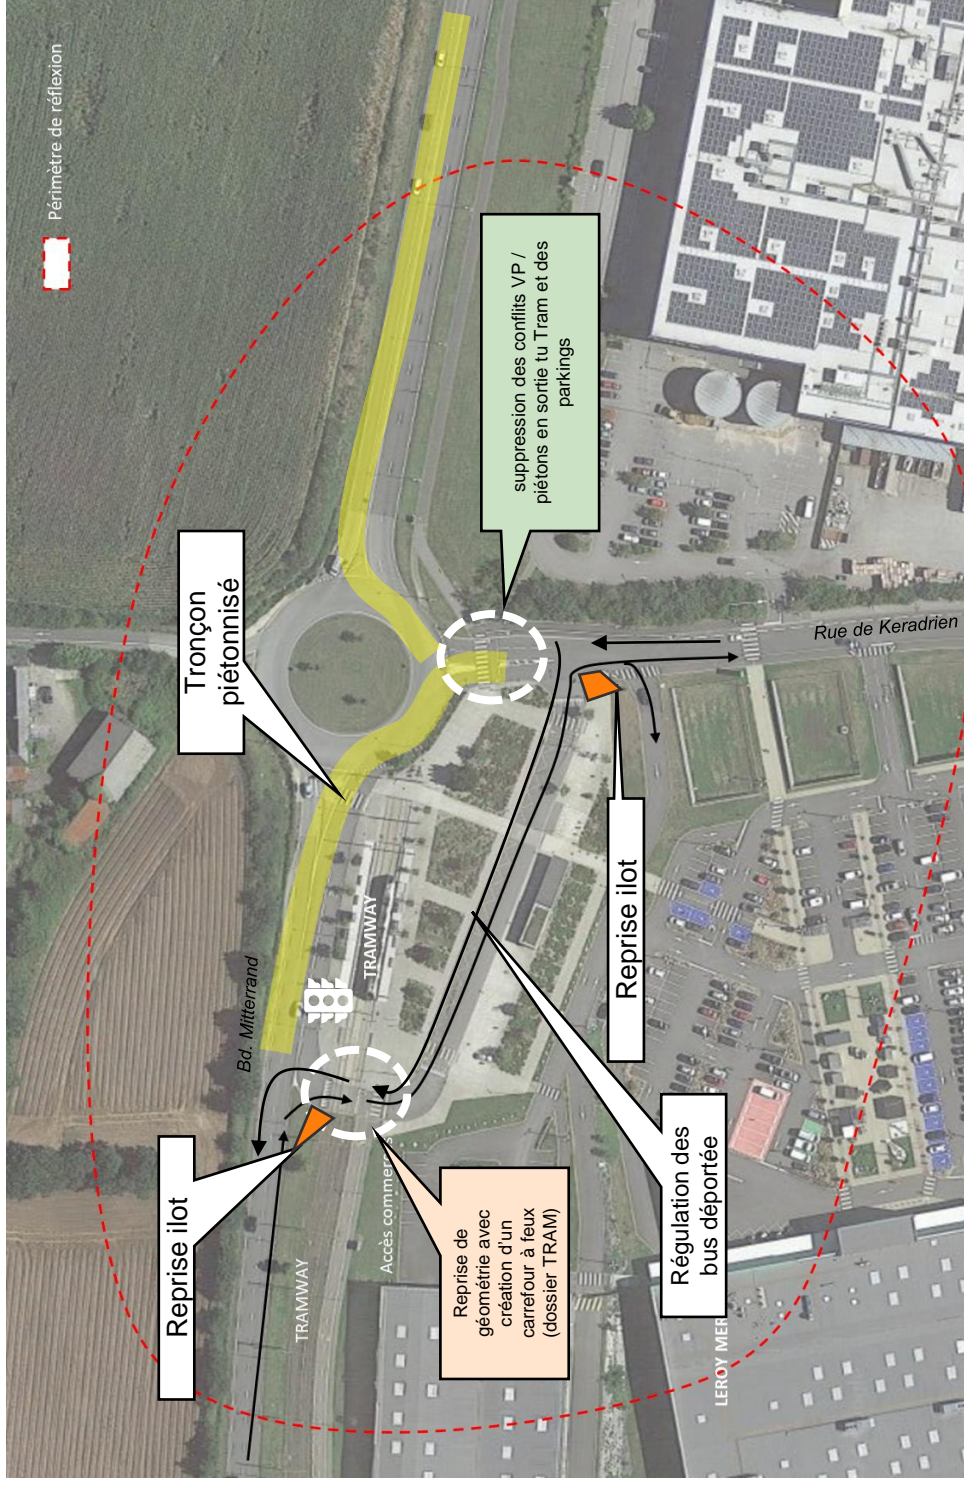 Périmètre de réflexion
Tronçon
piétonnisé
suppression des conflits VP /
piétons en sortie tu Tram et des
parkings
Rue de Keradrien
Bd. Mitterrand
TRAMWAY
Reprise ilot
Reprise ilot
TRAMWAY
Accès commerces
Reprise de
géométrie avec
création d'un
carrefour à feux
(dossier TRAM)
Régulation des
bus déportée
LEROY MER